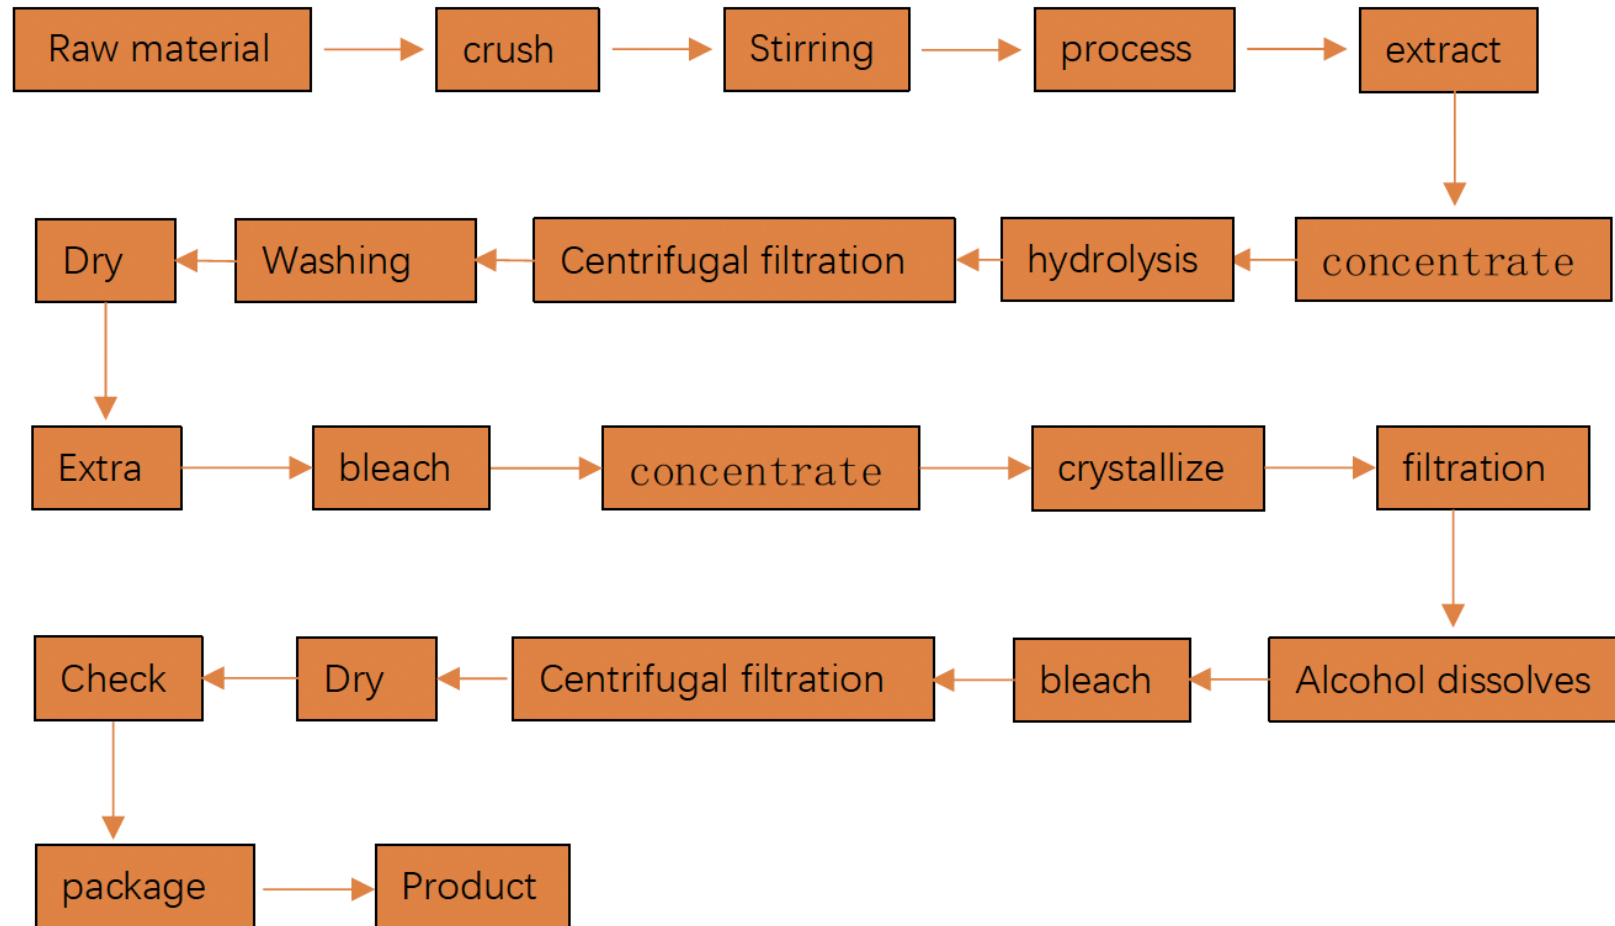 Raw material
crush
Stirring
process
extract
concentrate
hydrolysis
Centrifugal filtration
Washing
Dry
Extra
bleach
concentrate
crystallize
filtration
Alcohol dissolves
bleach
Centrifugal filtration
Dry
Check
package
Product